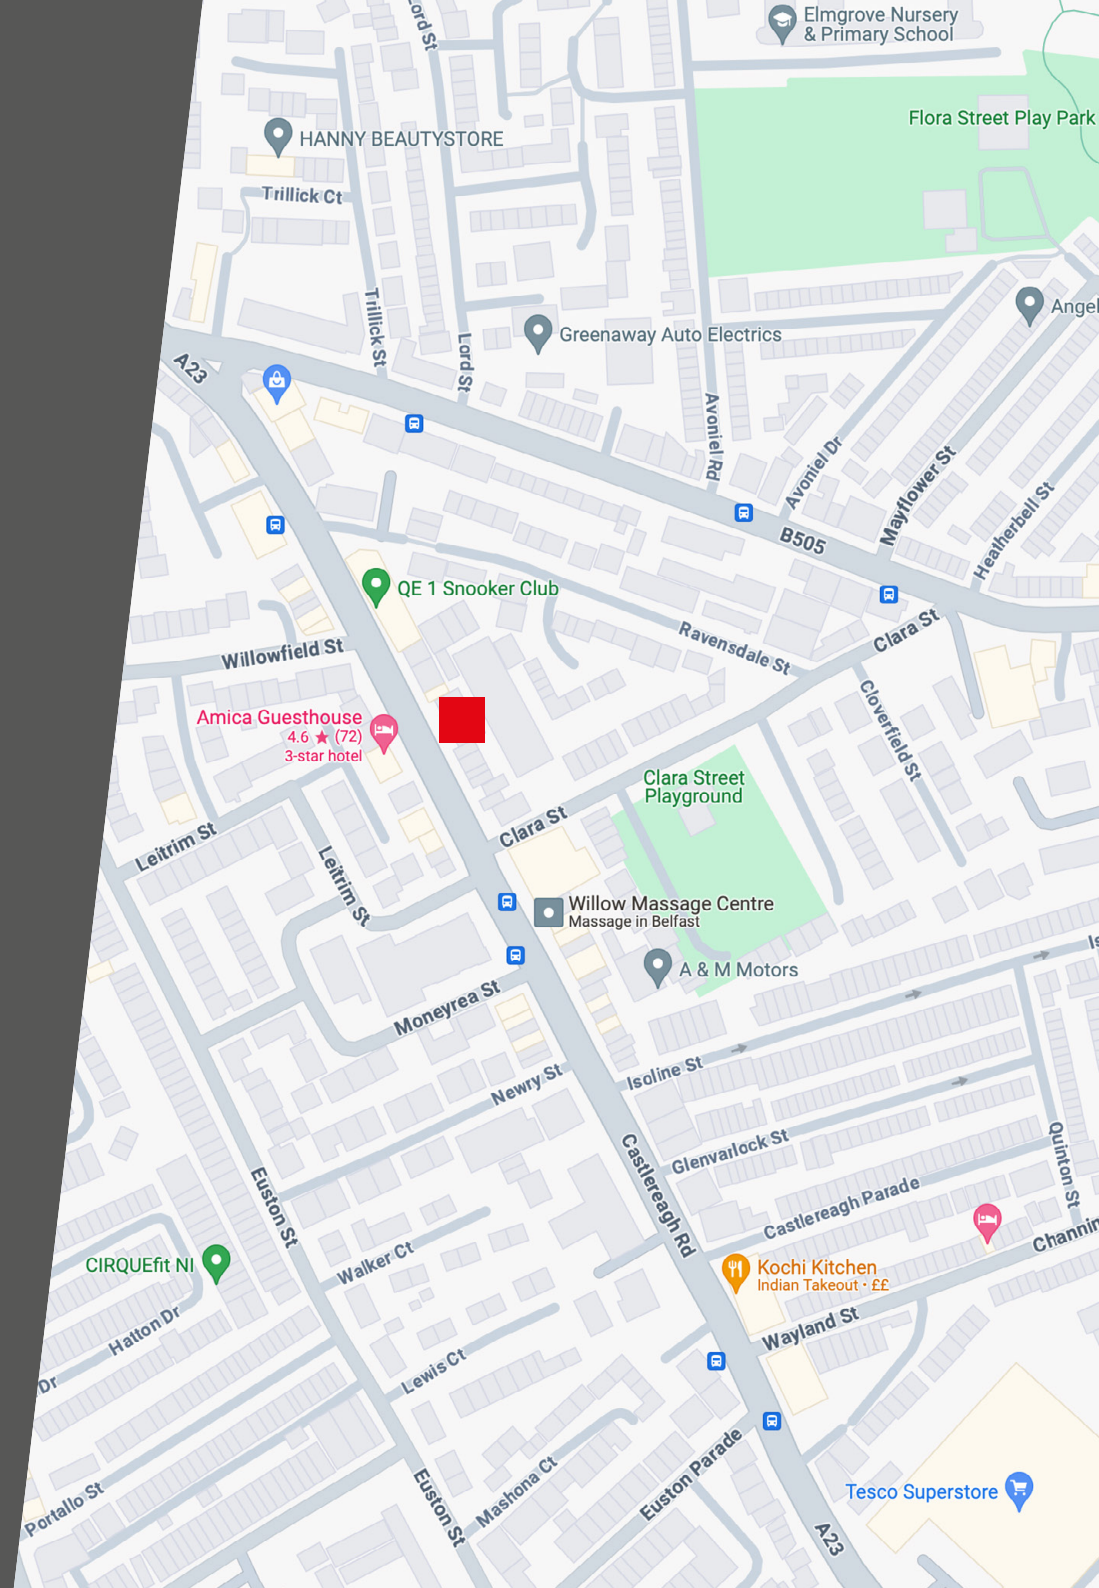 Elmgrove Nursery
& Primary School
Lord St
Flora Street Play Park
HANNY BEAUTYSTORE
Trillick Ct
Trillick St
Lord St
Greenaway Auto Electrics
Angel
A23
Avoniel Rd
Avoniel Dr
Mayflower St
Heatherbell St
B505
QE 1 Snooker Club
Ravensdale St
Clara St
Willowfield St
Cloverfield St
Amica Guesthouse
4.6 ★ (72)
3-star hotel
Clara Street
Playground
Clara St
Leitrim St
Leitrim St
Willow Massage Centre
Massage in Belfast
A & M Motors
Is
Moneyrea St
Isoline St
Newry St
Glenvarlock St
Quinton St
Castlereagh Rd
Euston St
Castlereagh Parade
Channin
Walker Ct
CIRQUEfit NI
Kochi Kitchen
Indian Takeout · ££
Hatton Dr
Wayland St
Lewis Ct
Dr
Euston Parade
Mashona Ct
Tesco Superstore
Portallo St
Euston St
A23